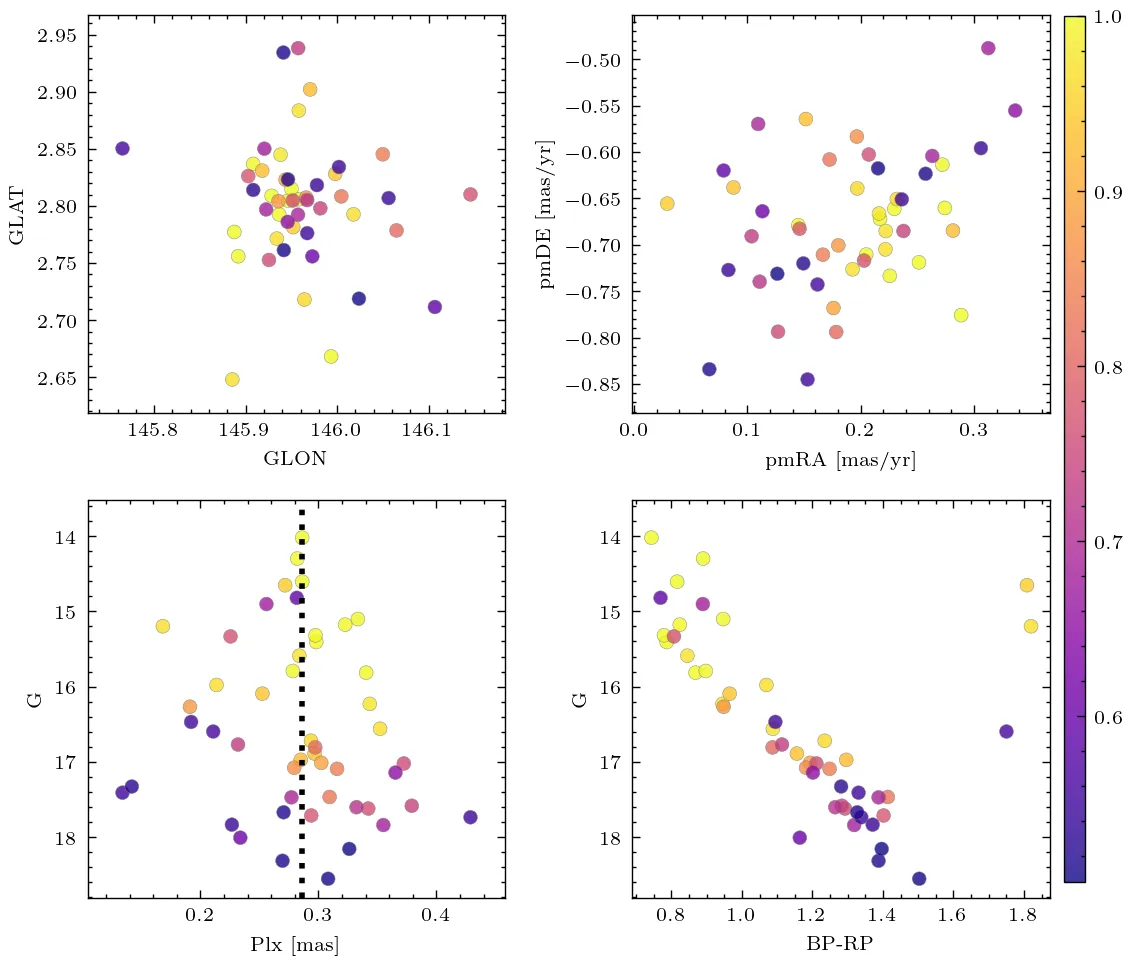 2.95
2.90
2.85
2.80
2.75
2.70
2.65
GLAT
145.8 145.9 146.0 146.1
GLON
−0.50
−0.55
−0.60
−0.65
−0.70
−0.75
−0.80
−0.85
pmDE [mas/yr]
0.0 0.1 0.2 0.3
pmRA [mas/yr]
1.0
0.9
0.8
0.7
0.6
14
15
16
17
18
G
0.2 0.3 0.4
Plx [mas]
14
15
16
17
18
G
0.8 1.0 1.2 1.4 1.6 1.8
BP-RP